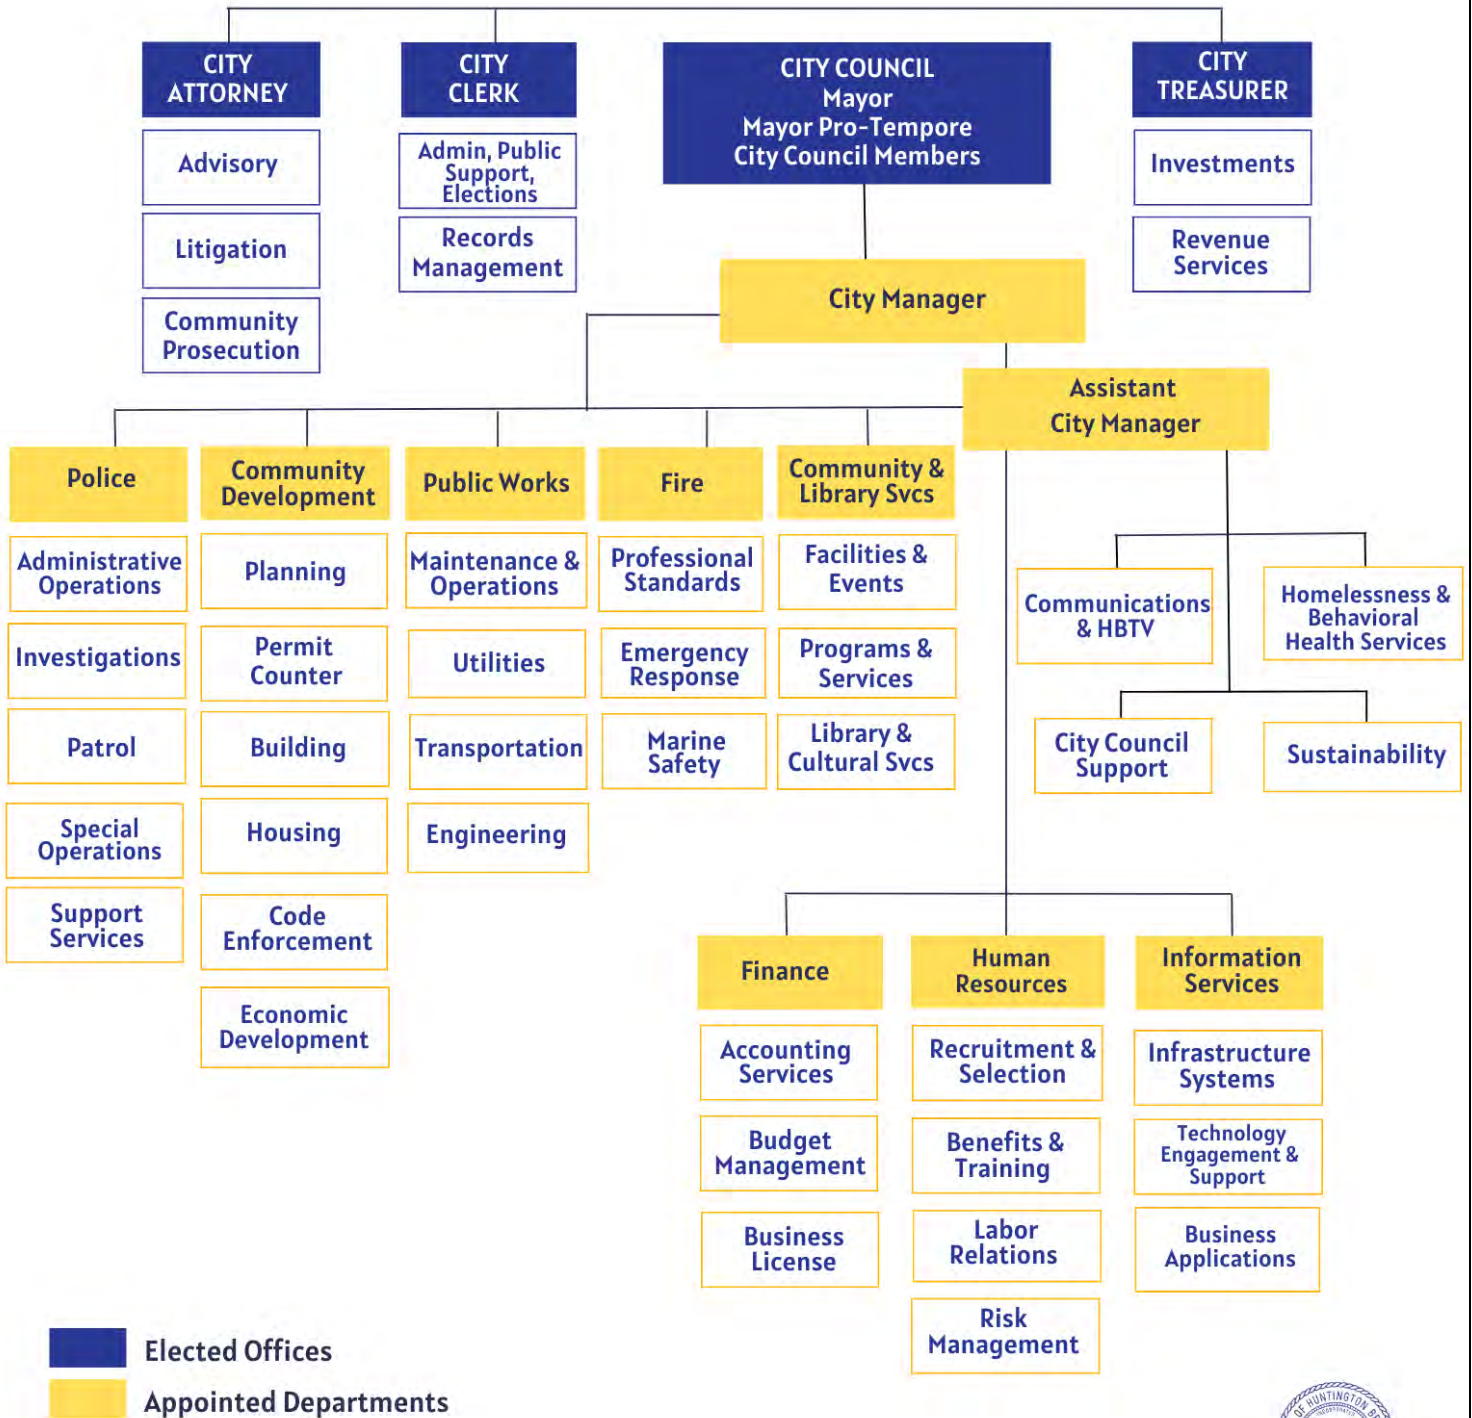 CITY
ATTORNEY
Advisory
Litigation
Community
Prosecution
CITY
CLERK
Admin, Public
Support,
Elections
Records
Management
CITY COUNCIL
Mayor
Mayor Pro-Tempore
City Council Members
CITY
TREASURER
Investments
Revenue
Services
City Manager
Assistant
City Manager
Police
Administrative
Operations
Investigations
Patrol
Special
Operations
Support
Services
Community
Development
Planning
Permit
Counter
Building
Housing
Code
Enforcement
Economic
Development
Public Works
Maintenance &
Operations
Utilities
Transportation
Engineering
Fire
Professional
Standards
Emergency
Response
Marine
Safety
Community &
Library Svcs
Facilities &
Events
Programs &
Services
Library &
Cultural Svcs
Communications
& HBTV
Homelessness &
Behavioral
Health Services
City Council
Support
Sustainability
Finance
Accounting
Services
Budget
Management
Business
License
Human
Resources
Recruitment &
Selection
Benefits &
Training
Labor
Relations
Risk
Management
Information
Services
Infrastructure
Systems
Technology
Engagement &
Support
Business
Applications
Elected Offices
Appointed Departments
OF HUNTINGTON B